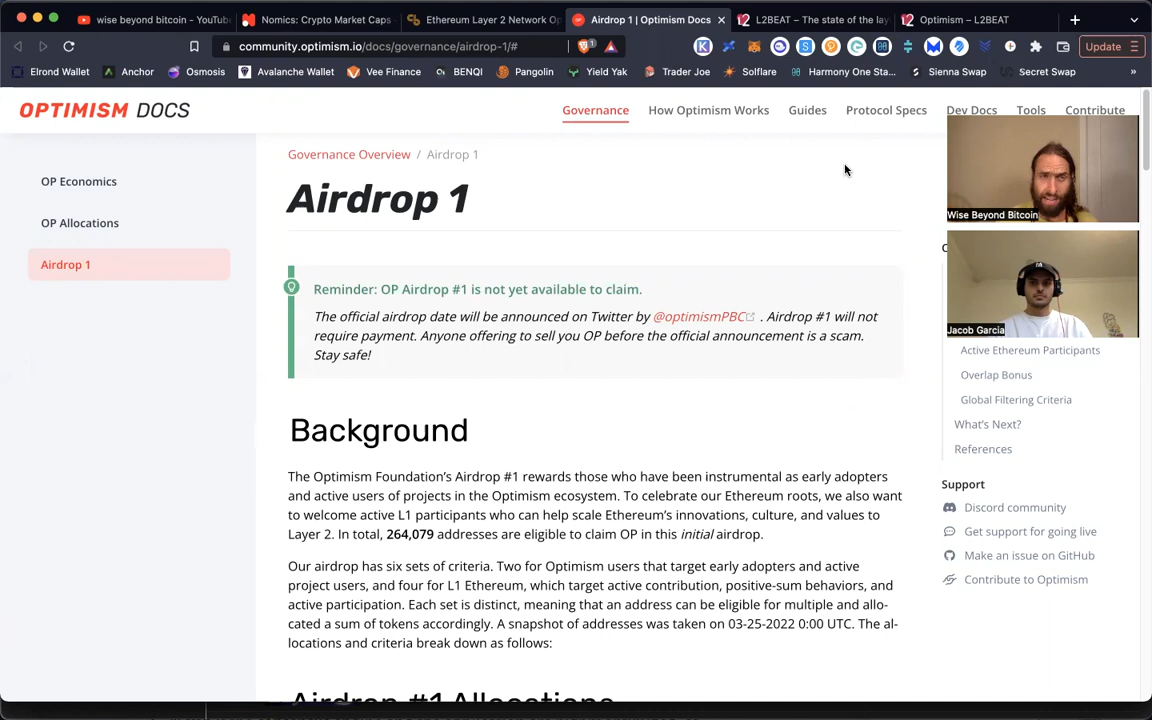 wise beyond bitcoin - YouTube
Nomics: Crypto Market Caps
Ethereum Layer 2 Network Op
Airdrop 1 | Optimism Docs
L2BEAT – The state of the lay
Optimism – L2BEAT
community.optimism.io/docs/governance/airdrop-1/#
1
Update
Elrond Wallet
Anchor
Osmosis
Avalanche Wallet
Vee Finance
BENQI
Pangolin
Yield Yak
Trader Joe
Solflare
Harmony One Sta...
Sienna Swap
Secret Swap
»
OPTIMISM DOCS
Governance
How Optimism Works
Guides
Protocol Specs
Dev Docs
Tools
Contribute
OP Economics
OP Allocations
Airdrop 1
Governance Overview / Airdrop 1
Airdrop 1
Reminder: OP Airdrop #1 is not yet available to claim.
The official airdrop date will be announced on Twitter by @optimismPBC . Airdrop #1 will not
require payment. Anyone offering to sell you OP before the official announcement is a scam.
Stay safe!
Background
The Optimism Foundation’s Airdrop #1 rewards those who have been instrumental as early adopters
and active users of projects in the Optimism ecosystem. To celebrate our Ethereum roots, we also want
to welcome active L1 participants who can help scale Ethereum’s innovations, culture, and values to
Layer 2. In total, 264,079 addresses are eligible to claim OP in this initial airdrop.
Our airdrop has six sets of criteria. Two for Optimism users that target early adopters and active
project users, and four for L1 Ethereum, which target active contribution, positive-sum behaviors, and
active participation. Each set is distinct, meaning that an address can be eligible for multiple and allo-
cated a sum of tokens accordingly. A snapshot of addresses was taken on 03-25-2022 0:00 UTC. The al-
locations and criteria break down as follows:
Airdrop #1 Allocations
Wise Beyond Bitcoin
Jacob Garcia
Active Ethereum Participants
Overlap Bonus
Global Filtering Criteria
What’s Next?
References
Support
Discord community
Get support for going live
Make an issue on GitHub
Contribute to Optimism